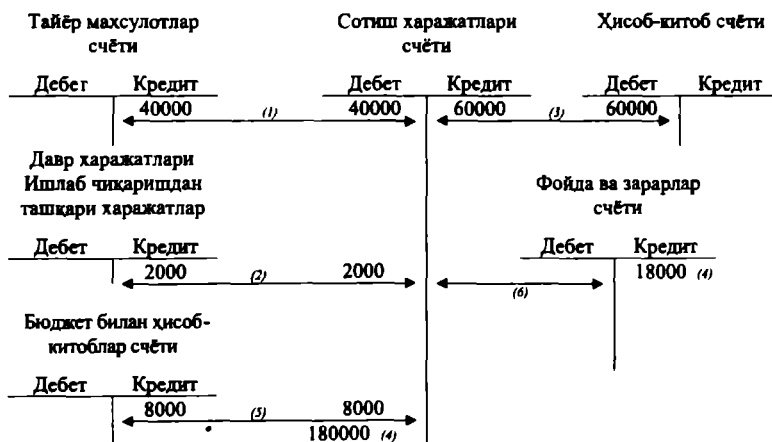 Тайёр махсулотлар
счёти
Сотиш харажатлари
счёти
Ҳисоб-китоб счёти
Дебет Кредит
Дебет Кредит
Дебет Кредит
40000 (1) 40000 60000 (3) 60000
Давр харажатлари
Ишлаб чиқаришдан
ташқари харажатлар
Фойда ва зарарлар
счёти
Дебет Кредит
Дебет Кредит
2000 (2) 2000 (6) 18000 (4)
Бюджет билан ҳисоб-
китоблар счёти
Дебет Кредит
8000 (5) 8000
180000 (4)